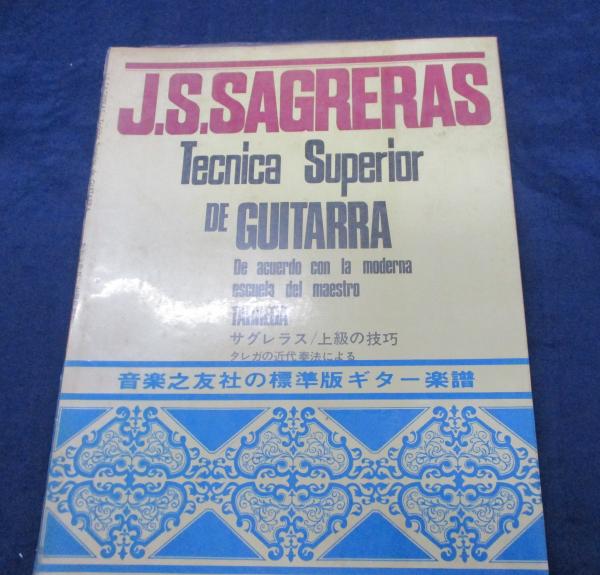 J.S.SAGRERAS
Tecnica Superior
DE GUITARRA
De acuerdo con la moderna
escuela del maestro
TARREGA
サグレラス/上級の技巧
タレガの近代奏法による
音楽之友社の標準版ギター楽譜